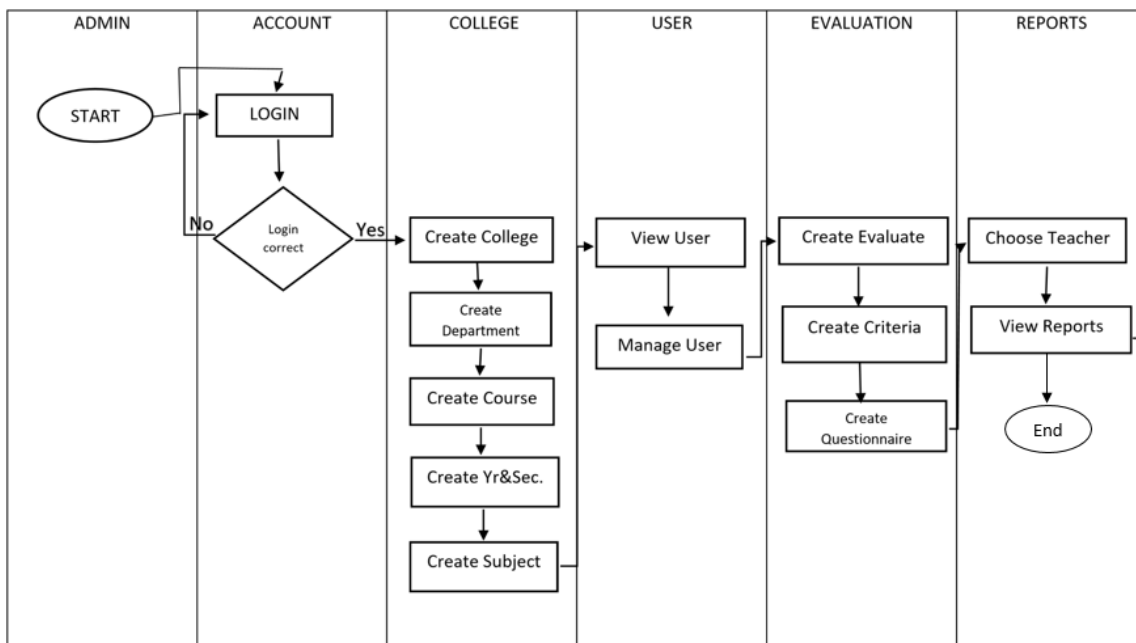 ADMIN
ACCOUNT
COLLEGE
USER
EVALUATION
REPORTS
START
LOGIN
Login
correct
No
Yes
Create College
Create
Department
Create Course
Create Yr&Sec.
Create Subject
View User
Manage User
Create Evaluate
Create Criteria
Create
Questionnaire
Choose Teacher
View Reports
End